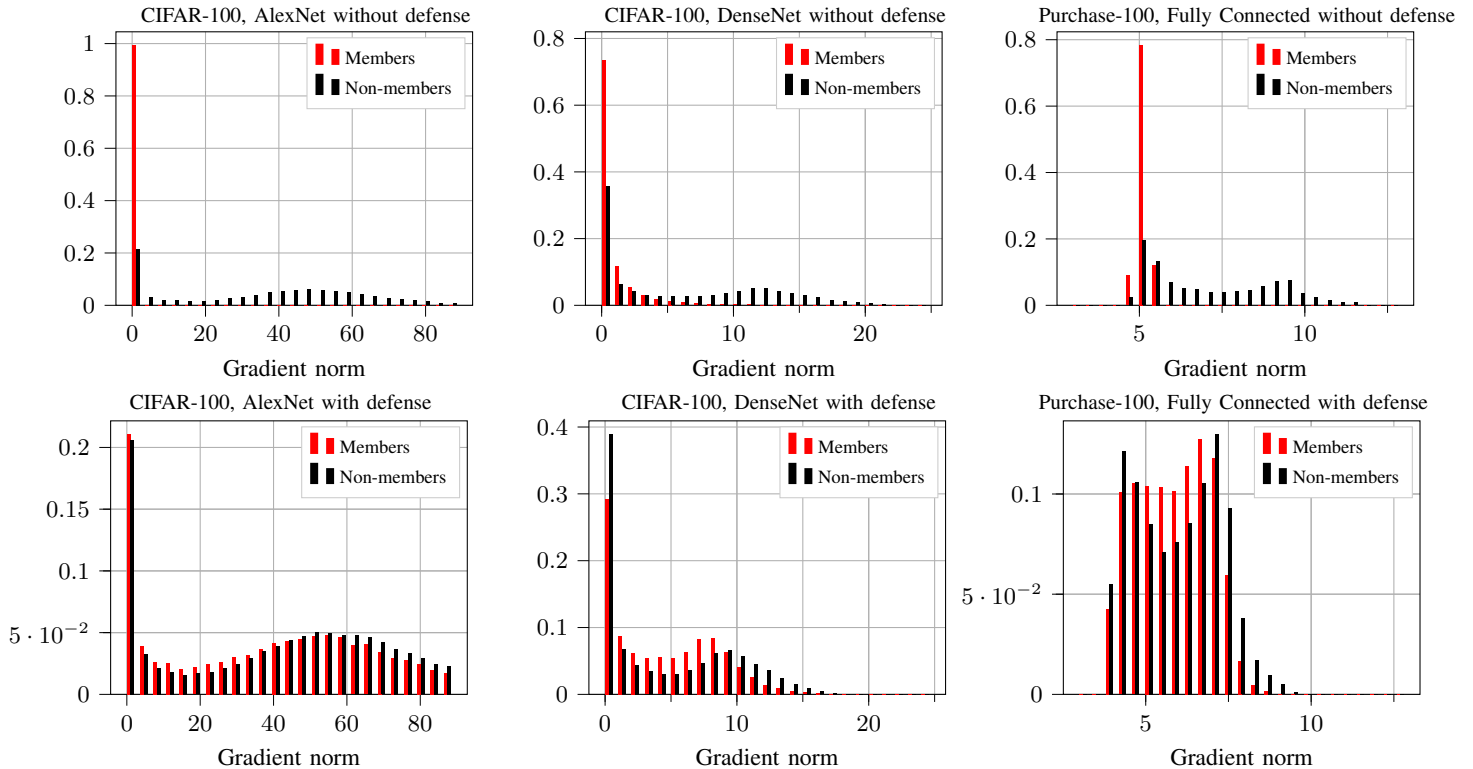 CIFAR-100, AlexNet without defense
1
0.8
0.6
0.4
0.2
0
0 20 40 60 80
Gradient norm
Members
Non-members
CIFAR-100, DenseNet without defense
0.8
0.6
0.4
0.2
0
0 10 20
Gradient norm
Members
Non-members
Purchase-100, Fully Connected without defense
0.8
0.6
0.4
0.2
0
5 10
Gradient norm
Members
Non-members
CIFAR-100, AlexNet with defense
0.2
0.15
0.1
5 · 10⁻²
0
0 20 40 60 80
Gradient norm
Members
Non-members
CIFAR-100, DenseNet with defense
0.4
0.3
0.2
0.1
0
0 10 20
Gradient norm
Members
Non-members
Purchase-100, Fully Connected with defense
0.1
5 · 10⁻²
0
5 10
Gradient norm
Members
Non-members